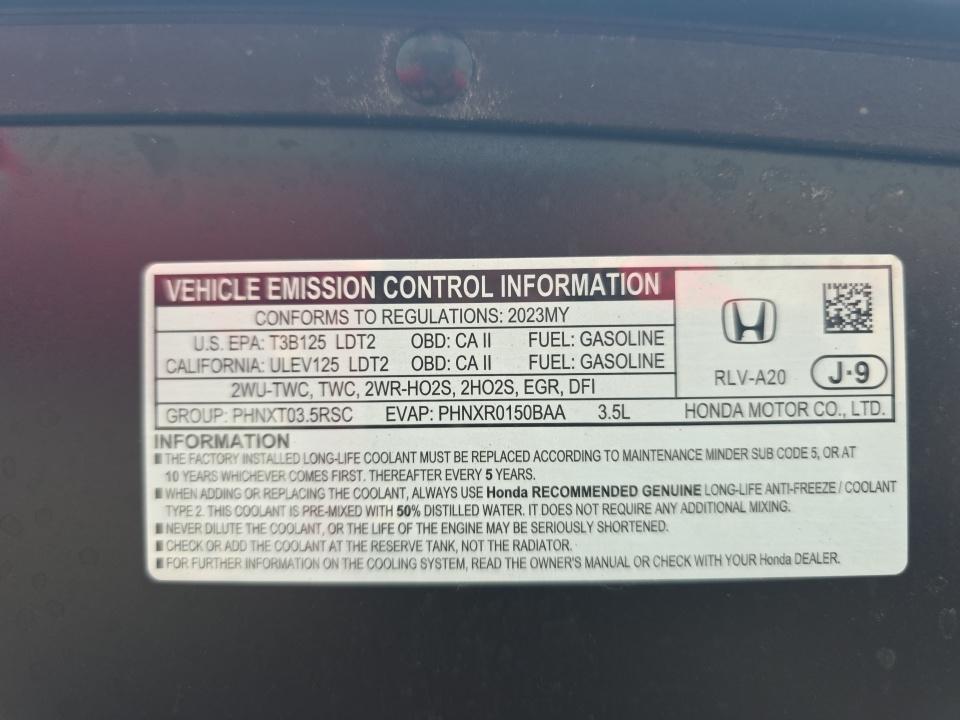 VEHICLE EMISSION CONTROL INFORMATION
CONFORMS TO REGULATIONS: 2023MY
U.S. EPA: T3B125 LDT2 OBD: CA II FUEL: GASOLINE
CALIFORNIA: ULEV125 LDT2 OBD: CA II FUEL: GASOLINE
2WU-TWC, TWC, 2WR-HO2S, 2HO2S, EGR, DFI
GROUP: PHNXT03.5RSC EVAP: PHNXR0150BAA 3.5L
RLV-A20 J-9
HONDA MOTOR CO., LTD.
INFORMATION
THE FACTORY INSTALLED LONG-LIFE COOLANT MUST BE REPLACED ACCORDING TO MAINTENANCE MINDER SUB CODE 5, OR AT
10 YEARS WHICHEVER COMES FIRST. THEREAFTER EVERY 5 YEARS.
WHEN ADDING OR REPLACING THE COOLANT, ALWAYS USE Honda RECOMMENDED GENUINE LONG-LIFE ANTI-FREEZE / COOLANT
TYPE 2. THIS COOLANT IS PRE-MIXED WITH 50% DISTILLED WATER. IT DOES NOT REQUIRE ANY ADDITIONAL MIXING.
NEVER DILUTE THE COOLANT, OR THE LIFE OF THE ENGINE MAY BE SERIOUSLY SHORTENED.
CHECK OR ADD THE COOLANT AT THE RESERVE TANK, NOT THE RADIATOR.
FOR FURTHER INFORMATION ON THE COOLING SYSTEM, READ THE OWNER'S MANUAL OR CHECK WITH YOUR Honda DEALER.